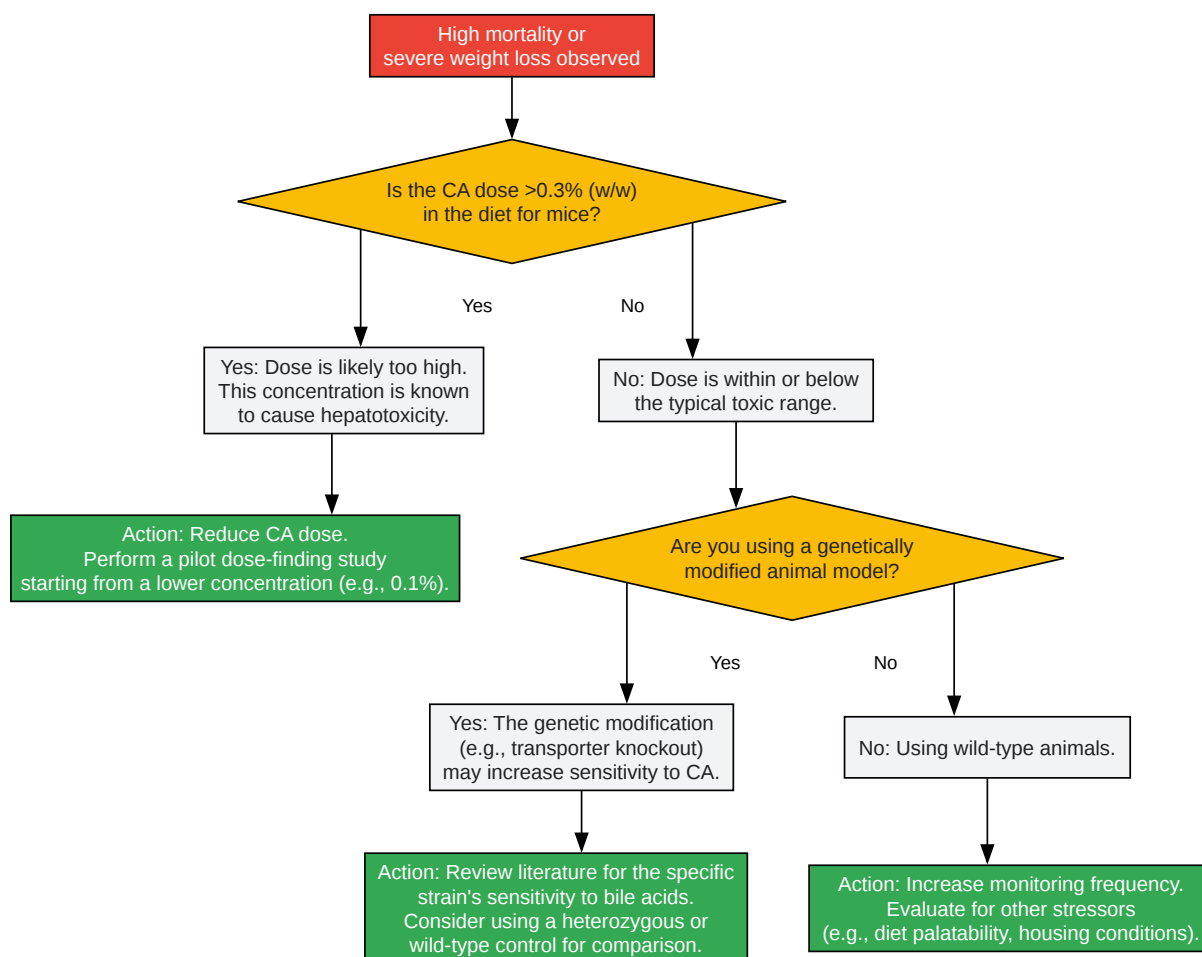 High mortality or
severe weight loss observed
Is the CA dose >0.3% (w/w)
in the diet for mice?
Yes
No
Yes: Dose is likely too high.
This concentration is known
to cause hepatotoxicity.
No: Dose is within or below
the typical toxic range.
Action: Reduce CA dose.
Perform a pilot dose-finding study
starting from a lower concentration (e.g., 0.1%).
Are you using a genetically
modified animal model?
Yes
No
Yes: The genetic modification
(e.g., transporter knockout)
may increase sensitivity to CA.
No: Using wild-type animals.
Action: Review literature for the specific
strain's sensitivity to bile acids.
Consider using a heterozygous or
wild-type control for comparison.
Action: Increase monitoring frequency.
Evaluate for other stressors
(e.g., diet palatability, housing conditions).